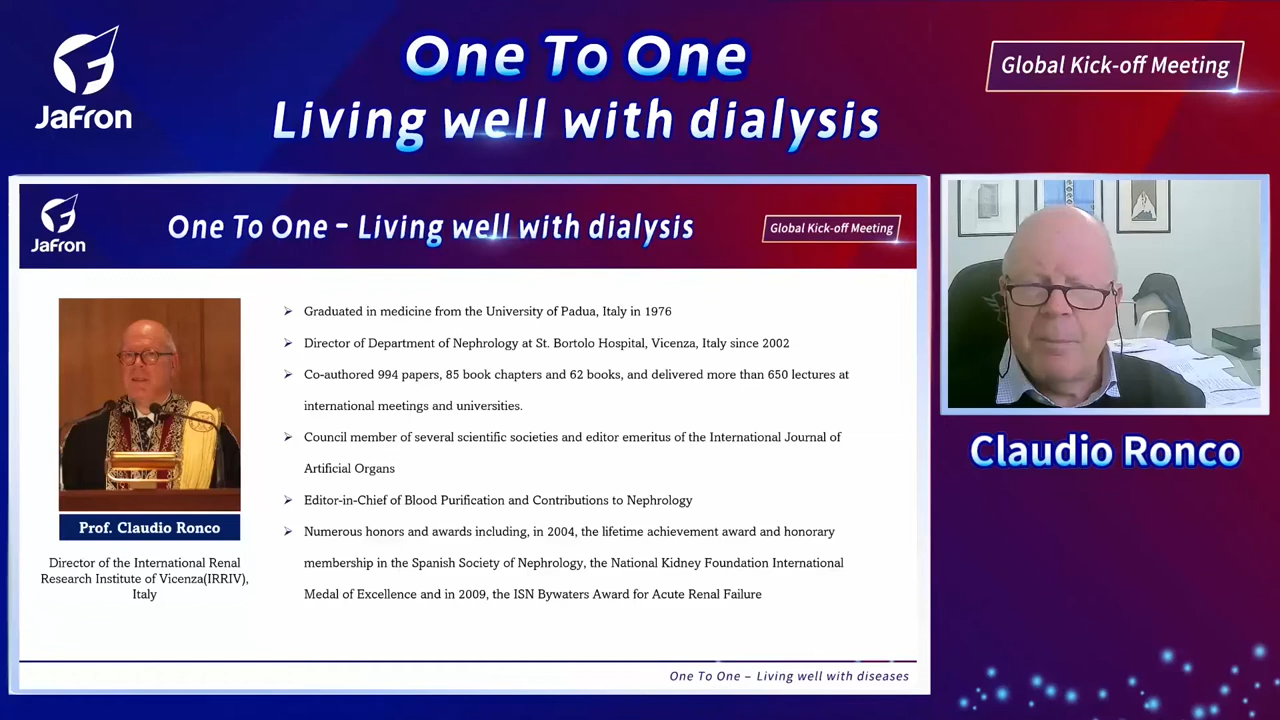 JaFron
One To One
Living well with dialysis
Global Kick-off Meeting
JaFron
One To One – Living well with dialysis
Global Kick-off Meeting
Prof. Claudio Ronco
Director of the International Renal
Research Institute of Vicenza(IRRIV),
Italy
➢ Graduated in medicine from the University of Padua, Italy in 1976
➢ Director of Department of Nephrology at St. Bortolo Hospital, Vicenza, Italy since 2002
➢ Co-authored 994 papers, 85 book chapters and 62 books, and delivered more than 650 lectures at
international meetings and universities.
➢ Council member of several scientific societies and editor emeritus of the International Journal of
Artificial Organs
➢ Editor-in-Chief of Blood Purification and Contributions to Nephrology
➢ Numerous honors and awards including, in 2004, the lifetime achievement award and honorary
membership in the Spanish Society of Nephrology, the National Kidney Foundation International
Medal of Excellence and in 2009, the ISN Bywaters Award for Acute Renal Failure
One To One – Living well with diseases
Claudio Ronco